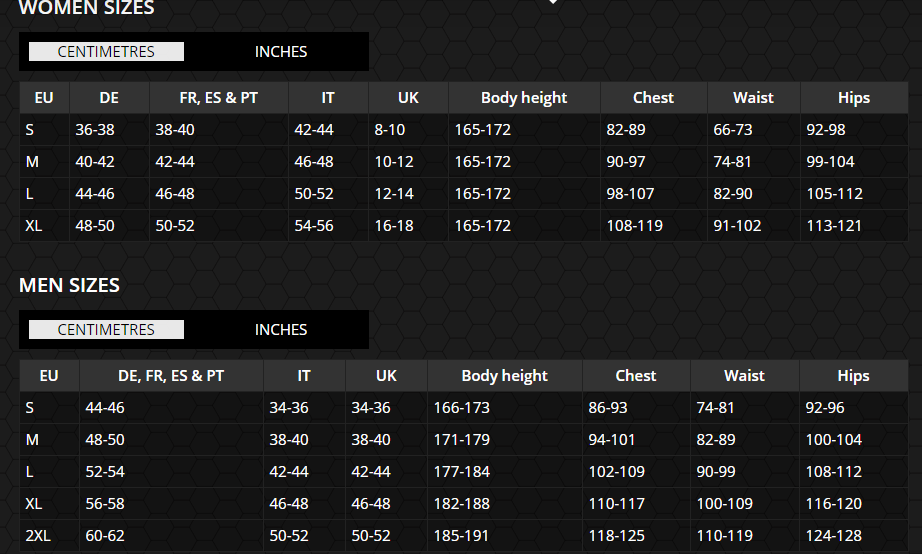 WOMEN SIZES
CENTIMETRES INCHES
EU DE FR, ES & PT IT UK Body height Chest Waist Hips
S 36-38 38-40 42-44 8-10 165-172 82-89 66-73 92-98
M 40-42 42-44 46-48 10-12 165-172 90-97 74-81 99-104
L 44-46 46-48 50-52 12-14 165-172 98-107 82-90 105-112
XL 48-50 50-52 54-56 16-18 165-172 108-119 91-102 113-121
MEN SIZES
CENTIMETRES INCHES
EU DE, FR, ES & PT IT UK Body height Chest Waist Hips
S 44-46 34-36 34-36 166-173 86-93 74-81 92-96
M 48-50 38-40 38-40 171-179 94-101 82-89 100-104
L 52-54 42-44 42-44 177-184 102-109 90-99 108-112
XL 56-58 46-48 46-48 182-188 110-117 100-109 116-120
2XL 60-62 50-52 50-52 185-191 118-125 110-119 124-128